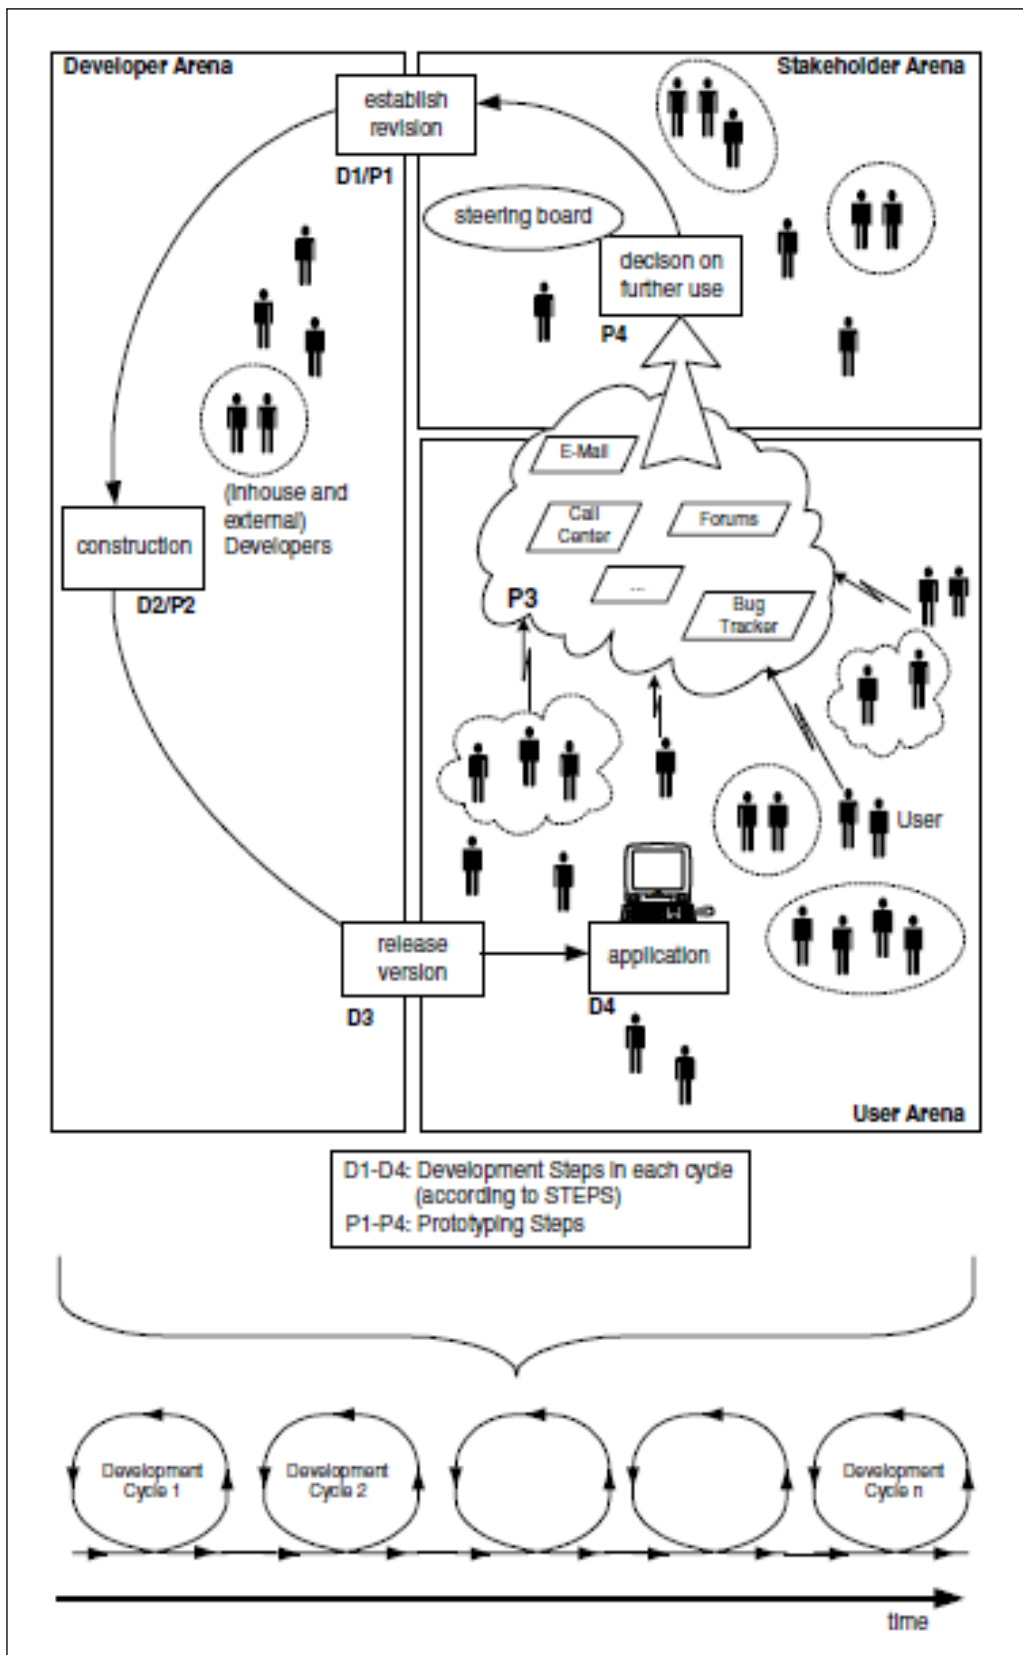 Developer Arena
Stakeholder Arena
establish
revision
D1/P1
steering board
decison on
further use
P4
(Inhouse and
external)
Developers
construction
D2/P2
E-Mail
Call
Center
Forums
...
P3
Bug
Tracker
User
release
version
D3
application
D4
User Arena
D1-D4: Development Steps in each cycle
(according to STEPS)
P1-P4: Prototyping Steps
Development
Cycle 1
Development
Cycle 2
Development
Cycle n
time